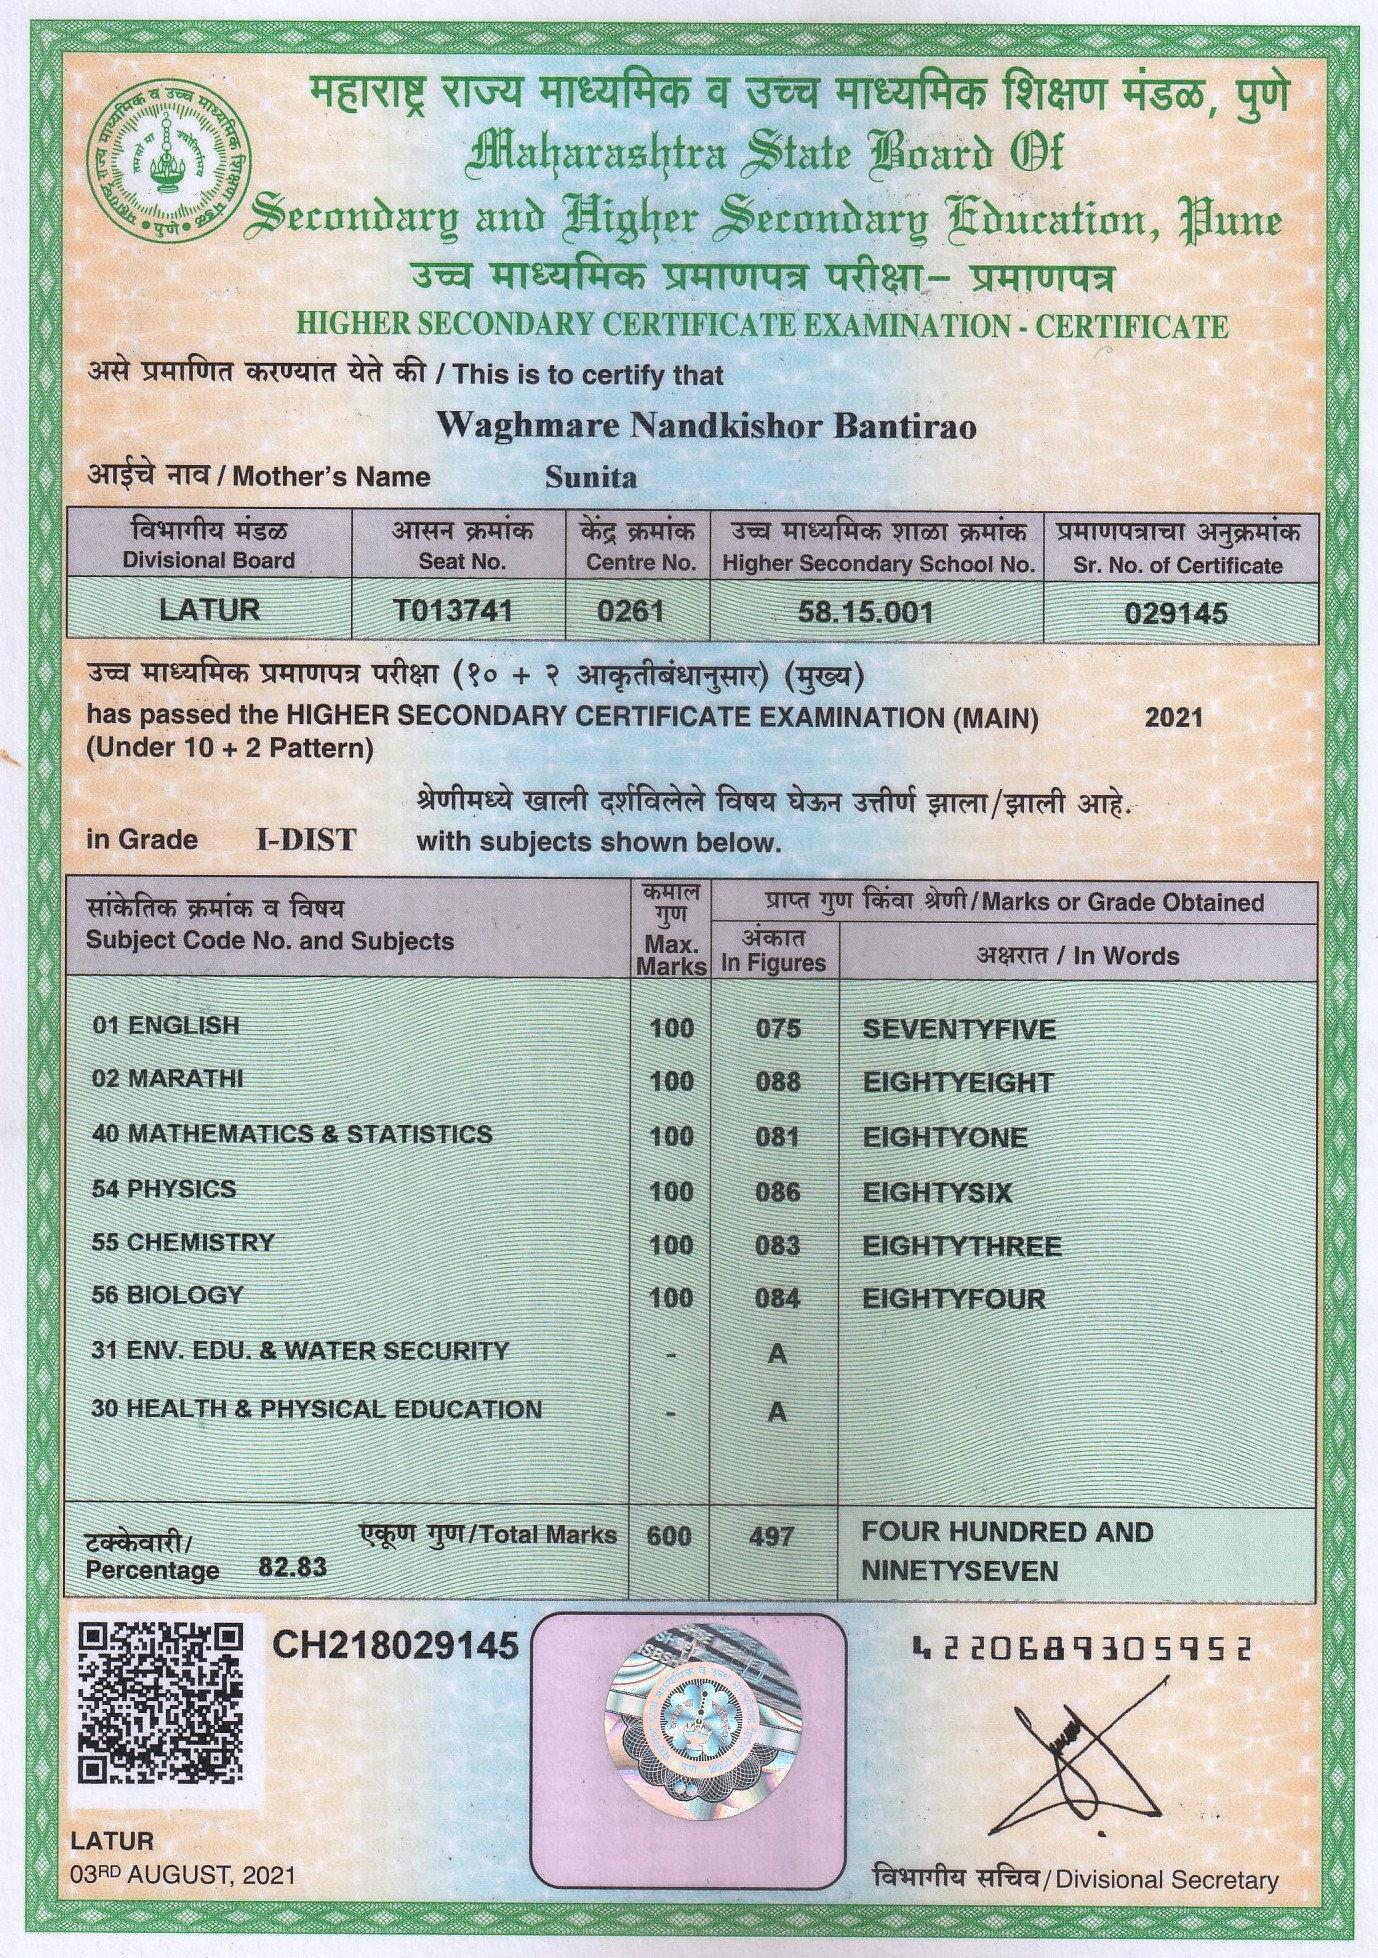 महाराष्ट्र राज्य माध्यमिक व उच्च माध्यमिक शिक्षण मंडळ, पुणे
Maharashtra State Board Of
Secondary and Higher Secondary Education, Pune
उच्च माध्यमिक प्रमाणपत्र परीक्षा– प्रमाणपत्र
HIGHER SECONDARY CERTIFICATE EXAMINATION - CERTIFICATE
महाराष्ट्र राज्य माध्यमिक व उच्च माध्यमिक शिक्षण मंडळ • पुणे •
तमसो मा ज्योतिर्गमय
असे प्रमाणित करण्यात येते की / This is to certify that
Waghmare Nandkishor Bantirao
आईचे नाव / Mother's Name Sunita
विभागीय मंडळ आसन क्रमांक केंद्र क्रमांक उच्च माध्यमिक शाळा क्रमांक प्रमाणपत्राचा अनुक्रमांक
Divisional Board Seat No. Centre No. Higher Secondary School No. Sr. No. of Certificate
LATUR T013741 0261 58.15.001 029145
उच्च माध्यमिक प्रमाणपत्र परीक्षा (१० + २ आकृतीबंधानुसार) (मुख्य)
has passed the HIGHER SECONDARY CERTIFICATE EXAMINATION (MAIN) 2021
(Under 10 + 2 Pattern)
श्रेणीमध्ये खाली दर्शविलेले विषय घेऊन उत्तीर्ण झाला/झाली आहे.
in Grade I-DIST with subjects shown below.
सांकेतिक क्रमांक व विषय
Subject Code No. and Subjects
कमाल
गुण
Max.
Marks
प्राप्त गुण किंवा श्रेणी/Marks or Grade Obtained
अंकात
In Figures
अक्षरात / In Words
01 ENGLISH 100 075 SEVENTYFIVE
02 MARATHI 100 088 EIGHTYEIGHT
40 MATHEMATICS & STATISTICS 100 081 EIGHTYONE
54 PHYSICS 100 086 EIGHTYSIX
55 CHEMISTRY 100 083 EIGHTYTHREE
56 BIOLOGY 100 084 EIGHTYFOUR
31 ENV. EDU. & WATER SECURITY - A
30 HEALTH & PHYSICAL EDUCATION - A
टक्केवारी/
Percentage 82.83
एकूण गुण/Total Marks 600 497 FOUR HUNDRED AND
NINETYSEVEN
CH218029145
4220689305952
LATUR
03RD AUGUST, 2021
विभागीय सचिव/Divisional Secretary